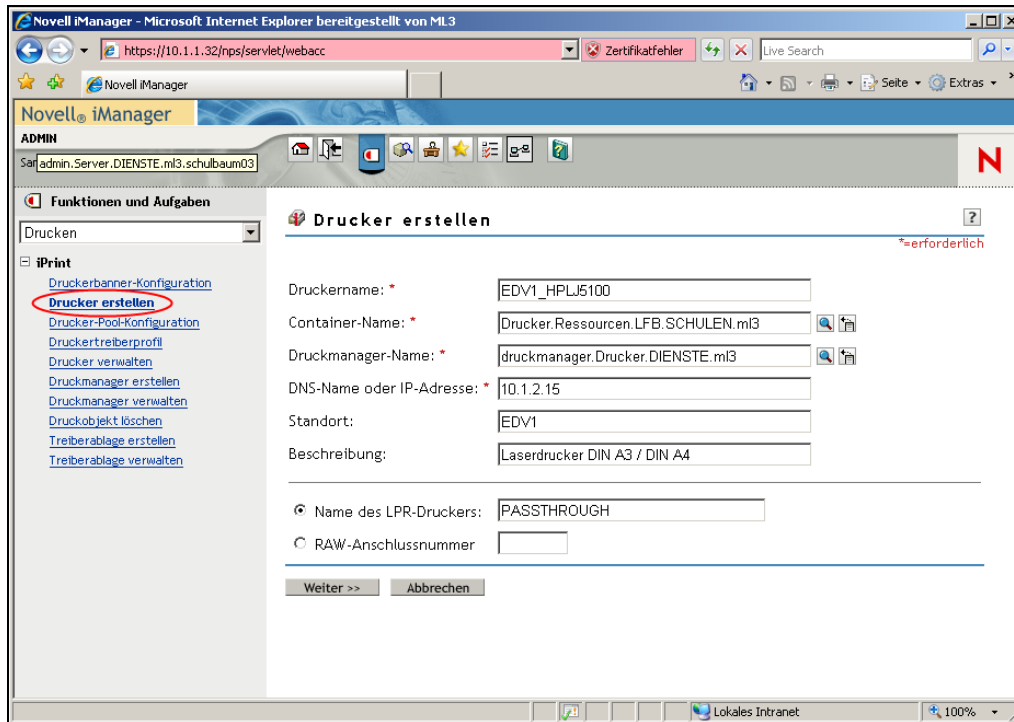 Novell iManager - Microsoft Internet Explorer bereitgestellt von ML3
https://10.1.1.32/nps/servlet/webacc
Zertifikatfehler
Live Search
Novell iManager
Seite
Extras
Novell® iManager
ADMIN
admin.Server.DIENSTE.ml3.schulbaum03
N
Funktionen und Aufgaben
Drucken
iPrint
Druckerbanner-Konfiguration
Drucker erstellen
Drucker-Pool-Konfiguration
Druckertreiberprofil
Drucker verwalten
Druckmanager erstellen
Druckmanager verwalten
Druckobjekt löschen
Treiberablage erstellen
Treiberablage verwalten
Drucker erstellen
?
*=erforderlich
Druckername: *
EDV1_HPLJ5100
Container-Name: *
Drucker.Ressourcen.LFB.SCHULEN.ml3
Druckmanager-Name: *
druckmanager.Drucker.DIENSTE.ml3
DNS-Name oder IP-Adresse: *
10.1.2.15
Standort:
EDV1
Beschreibung:
Laserdrucker DIN A3 / DIN A4
Name des LPR-Druckers:
PASSTHROUGH
RAW-Anschlussnummer
Weiter >>
Abbrechen
Lokales Intranet
100%